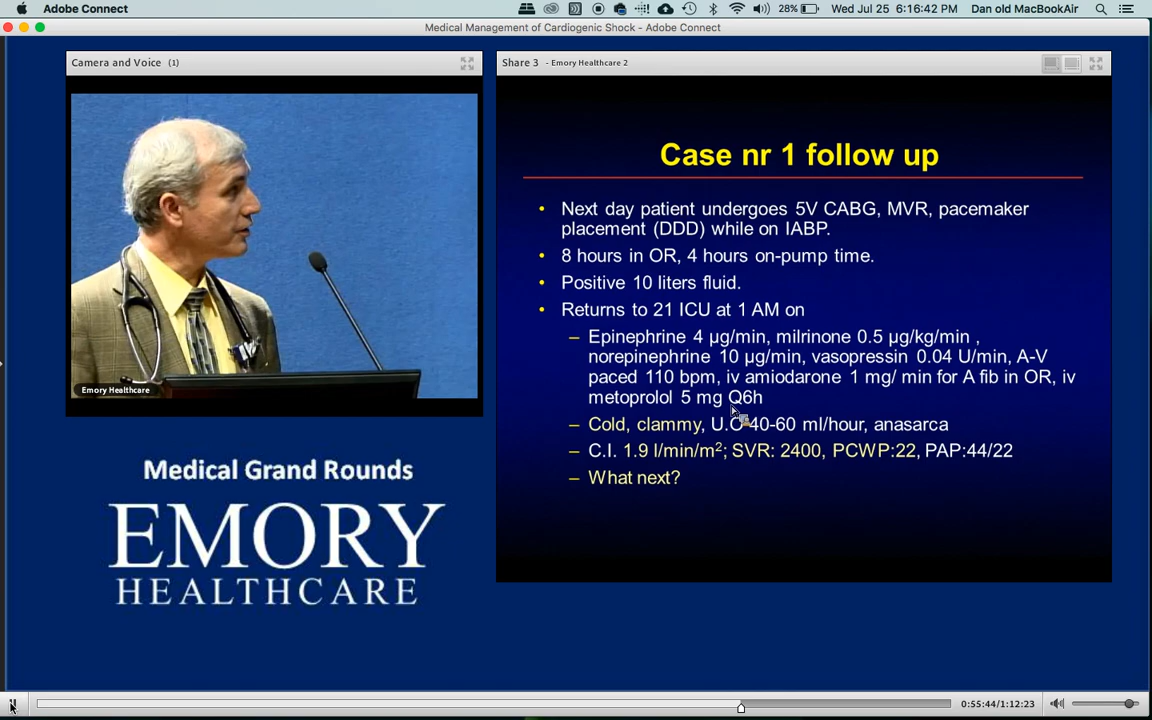 Adobe Connect
28%
Wed Jul 25 6:16:42 PM
Dan old MacBookAir
Medical Management of Cardiogenic Shock - Adobe Connect
Camera and Voice (1)
Share 3 - Emory Healthcare 2
Emory Healthcare
Case nr 1 follow up
• Next day patient undergoes 5V CABG, MVR, pacemaker
placement (DDD) while on IABP.
• 8 hours in OR, 4 hours on-pump time.
• Positive 10 liters fluid.
• Returns to 21 ICU at 1 AM on
– Epinephrine 4 µg/min, milrinone 0.5 µg/kg/min ,
norepinephrine 10 µg/min, vasopressin 0.04 U/min, A-V
paced 110 bpm, iv amiodarone 1 mg/ min for A fib in OR, iv
metoprolol 5 mg Q6h
– Cold, clammy, U.O 40-60 ml/hour, anasarca
– C.I. 1.9 l/min/m²; SVR: 2400, PCWP:22, PAP:44/22
– What next?
Medical Grand Rounds
EMORY
HEALTHCARE
0:55:44/1:12:23